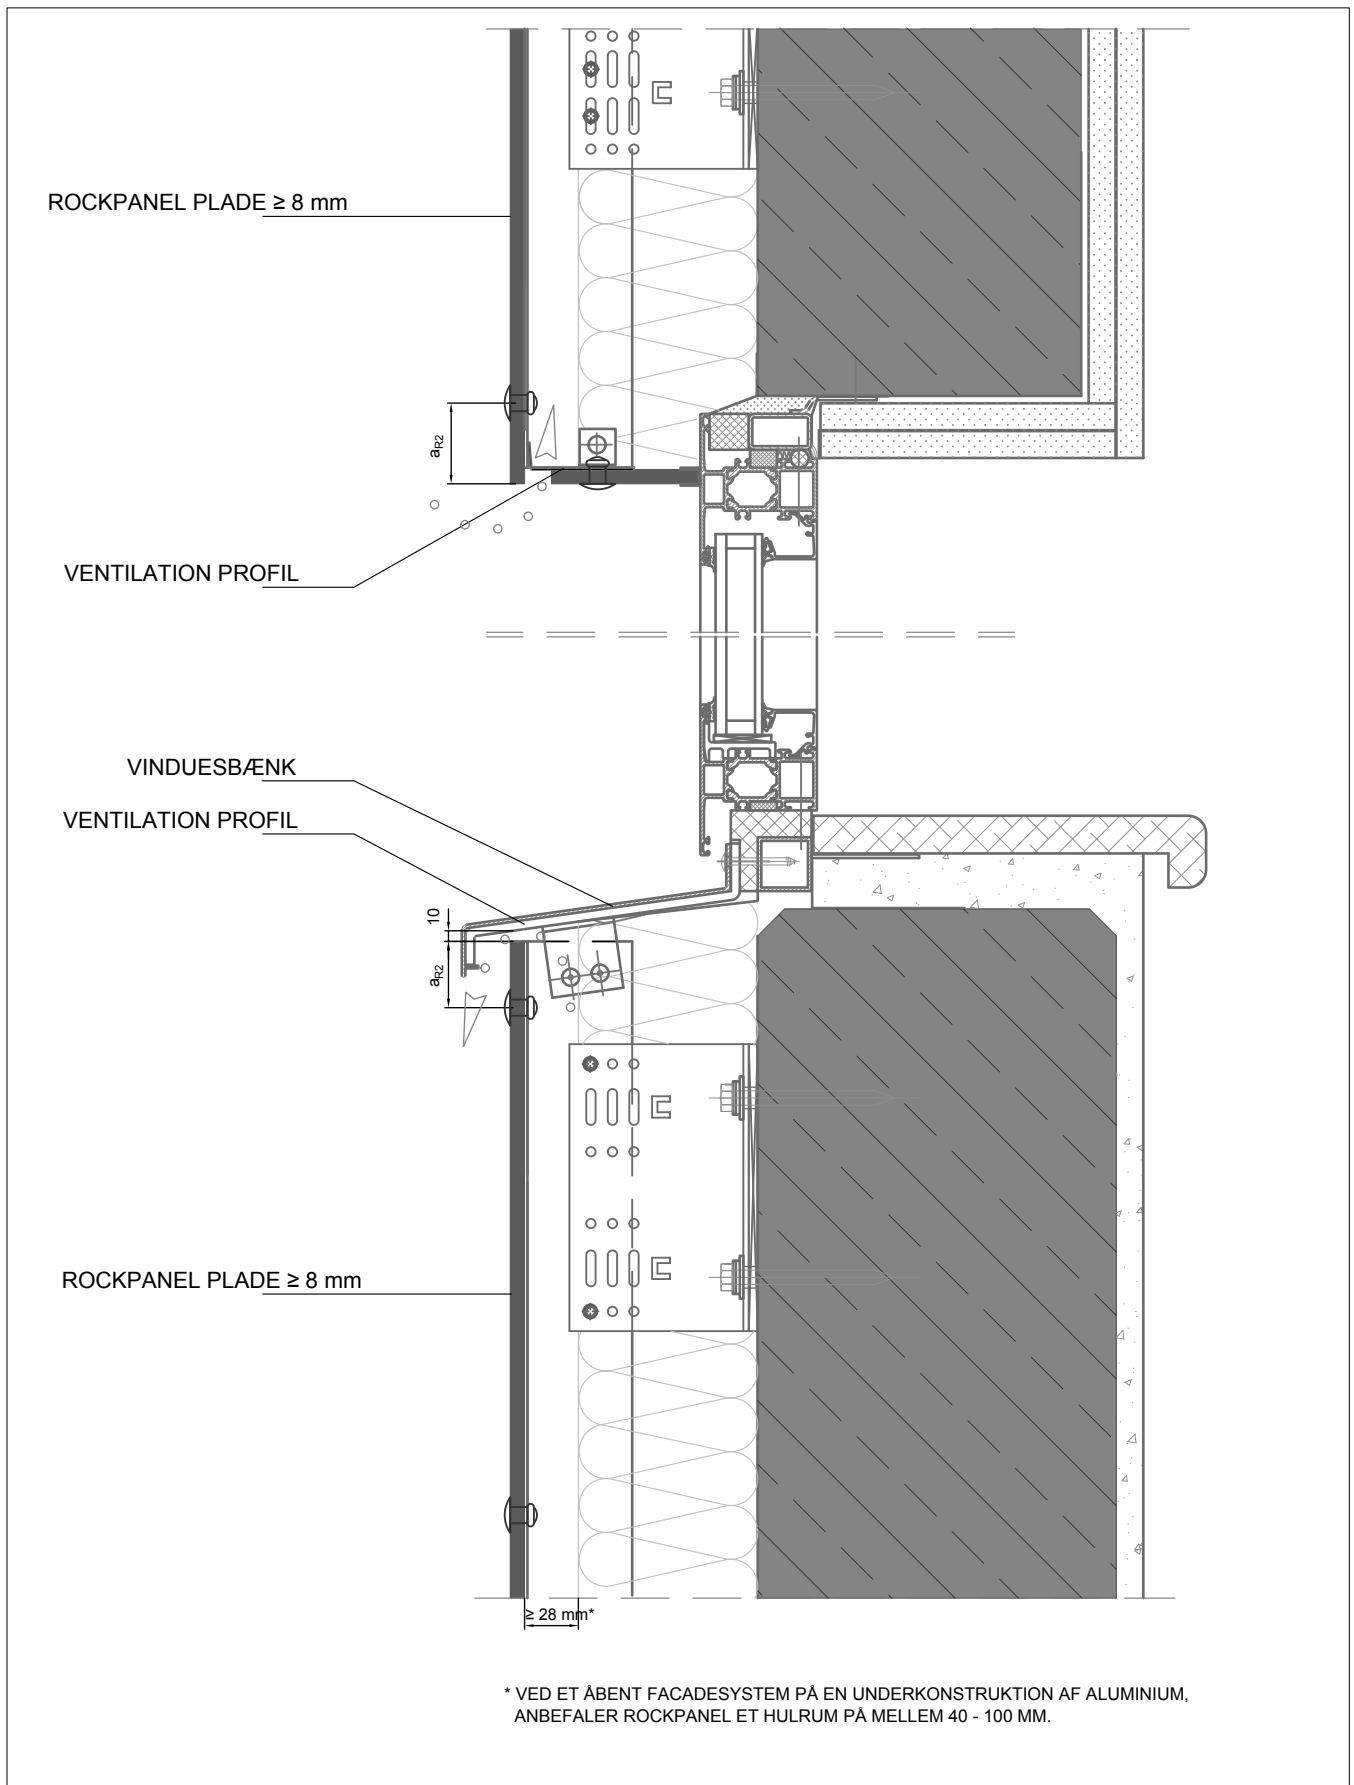 ROCKPANEL PLADE ≥ 8 mm
aR2
VENTILATION PROFIL
VINDUESBÆNK
VENTILATION PROFIL
10
aR2
ROCKPANEL PLADE ≥ 8 mm
≥ 28 mm*
* VED ET ÅBENT FACADESYSTEM PÅ EN UNDERKONSTRUKTION AF ALUMINIUM,
ANBEFALER ROCKPANEL ET HULRUM PÅ MELLEM 40 - 100 MM.